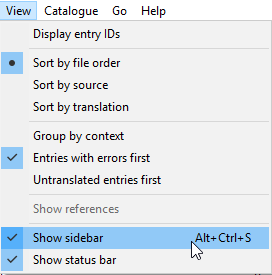 View Catalogue Go Help
Display entry IDs
Sort by file order
Sort by source
Sort by translation
Group by context
Entries with errors first
Untranslated entries first
Show references
Show sidebar Alt+Ctrl+S
Show status bar